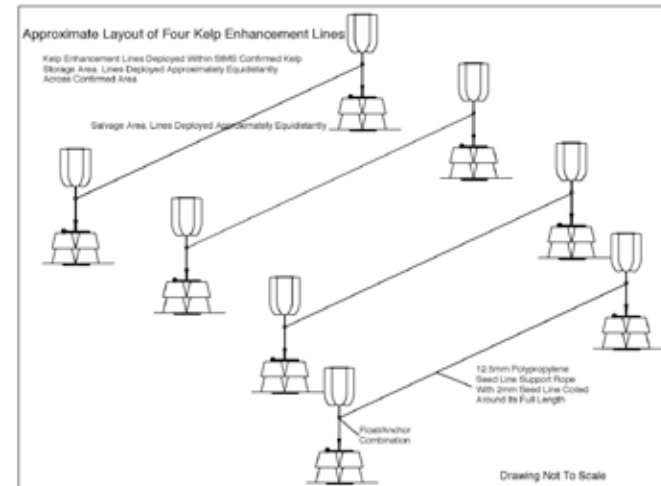 Approximate Layout of Four Kelp Enhancement Lines
Kelp Enhancement Lines Deployed Within SIMS Confirmed Kelp
Storage Area. Lines Deployed Approximately Equidistantly
Across Confirmed Area
Salvage Area. Lines Deployed Approximately Equidistantly
12.5mm Polypropylene
Seed Line Support Rope
With 2mm Seed Line Coiled
Around Its Full Length
Float/Anchor
Combination
Drawing Not To Scale